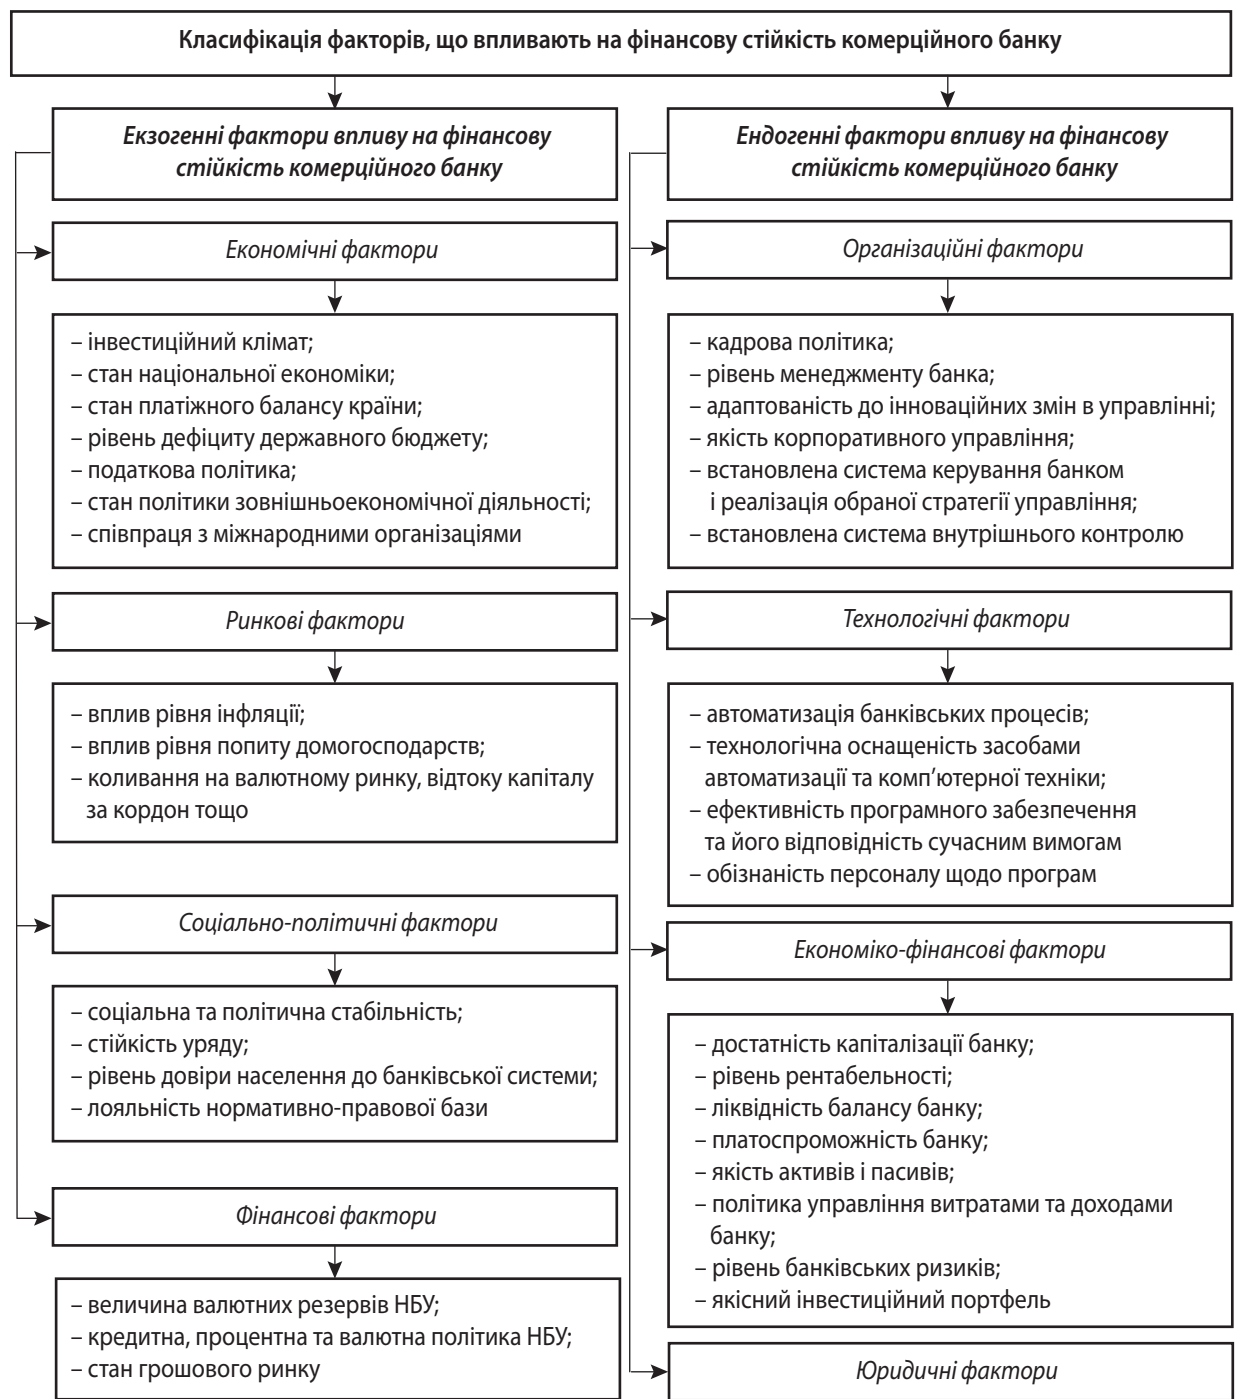 Класифікація факторів, що впливають на фінансову стійкість комерційного банку
Екзогенні фактори впливу на фінансову
стійкість комерційного банку
Економічні фактори
– інвестиційний клімат;
– стан національної економіки;
– стан платіжного балансу країни;
– рівень дефіциту державного бюджету;
– податкова політика;
– стан політики зовнішньоекономічної діяльності;
– співпраця з міжнародними організаціями
Ринкові фактори
– вплив рівня інфляції;
– вплив рівня попиту домогосподарств;
– коливання на валютному ринку, відтоку капіталу
за кордон тощо
Соціально-політичні фактори
– соціальна та політична стабільність;
– стійкість уряду;
– рівень довіри населення до банківської системи;
– лояльність нормативно-правової бази
Фінансові фактори
– величина валютних резервів НБУ;
– кредитна, процентна та валютна політика НБУ;
– стан грошового ринку
Ендогенні фактори впливу на фінансову
стійкість комерційного банку
Організаційні фактори
– кадрова політика;
– рівень менеджменту банка;
– адаптованість до інноваційних змін в управлінні;
– якість корпоративного управління;
– встановлена система керування банком
і реалізація обраної стратегії управління;
– встановлена система внутрішнього контролю
Технологічні фактори
– автоматизація банківських процесів;
– технологічна оснащеність засобами
автоматизації та комп’ютерної техніки;
– ефективність програмного забезпечення
та його відповідність сучасним вимогам
– обізнаність персоналу щодо програм
Економіко-фінансові фактори
– достатність капіталізації банку;
– рівень рентабельності;
– ліквідність балансу банку;
– платоспроможність банку;
– якість активів і пасивів;
– політика управління витратами та доходами
банку;
– рівень банківських ризиків;
– якісний інвестиційний портфель
Юридичні фактори